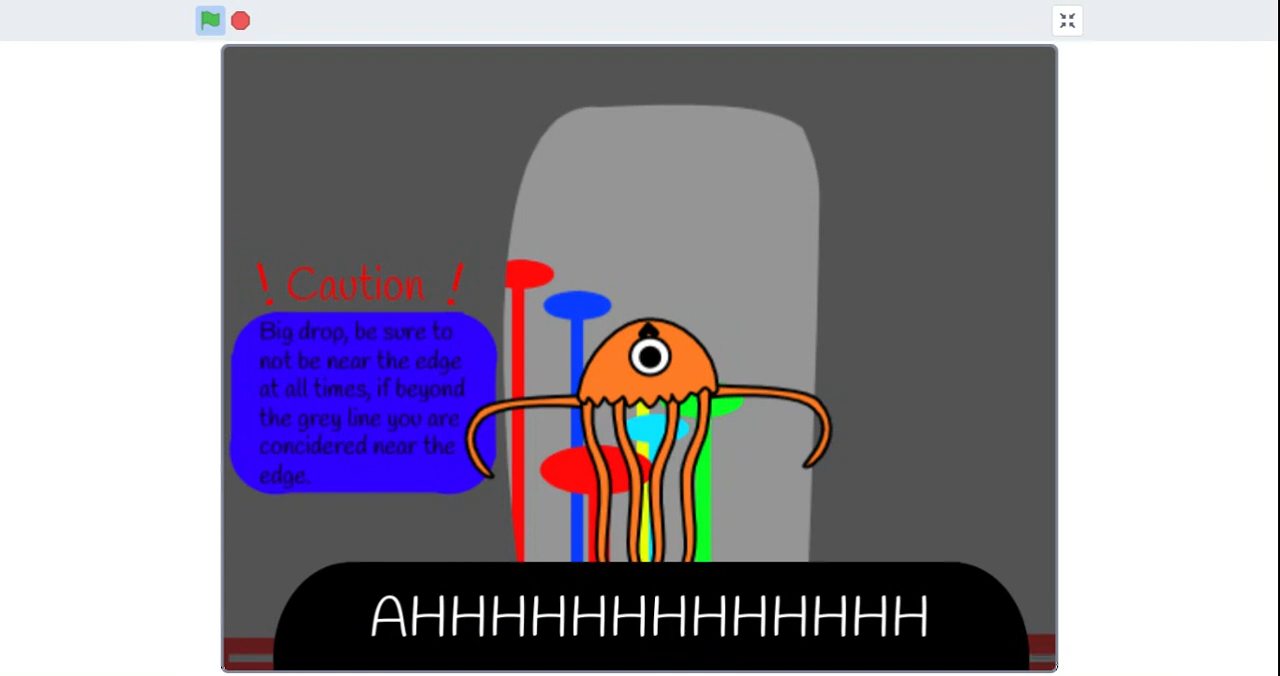 ! Caution !
Big drop, be sure to
not be near the edge
at all times, if beyond
the grey line you are
concidered near the
edge.
AHHHHHHHHHHHHH